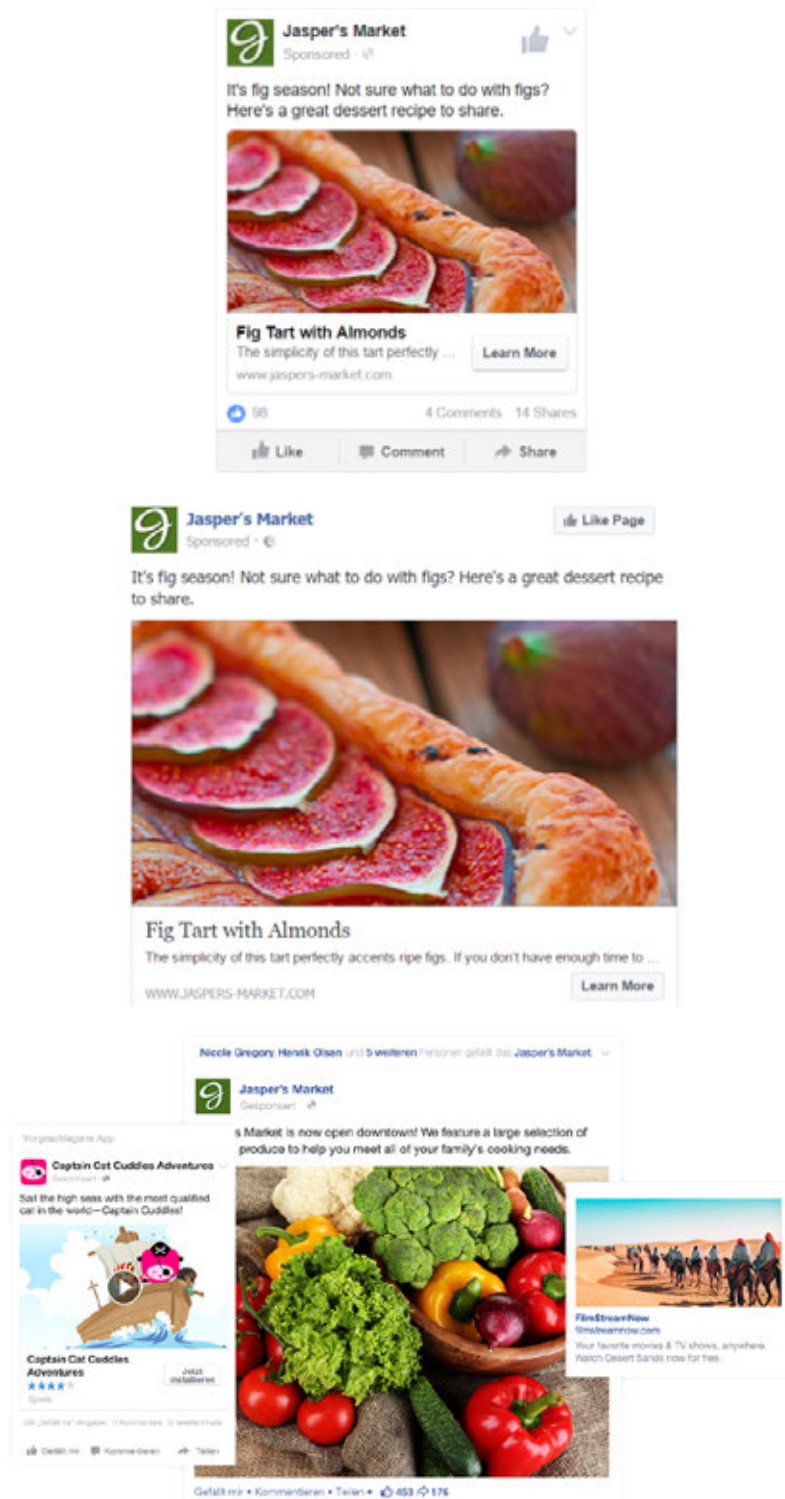 Jasper's Market
Sponsored
It's fig season! Not sure what to do with figs?
Here's a great dessert recipe to share.
Fig Tart with Almonds
The simplicity of this tart perfectly ...
Learn More
www.jaspers-market.com
98
4 Comments 14 Shares
Like Comment Share
Jasper's Market
Like Page
Sponsored
It's fig season! Not sure what to do with figs? Here's a great dessert recipe
to share.
Fig Tart with Almonds
The simplicity of this tart perfectly accents ripe figs. If you don't have enough time to ...
Learn More
WWW.JASPERS-MARKET.COM
Nicole Gregory, Henrik Olsen und 5 weiteren Personen gefällt das Jasper's Market
Jasper's Market
Gesponsert
s Market is now open downtown! We feature a large selection of
produce to help you meet all of your family's cooking needs.
Gefällt mir • Kommentieren • Teilen • 453 176
Vorgeschlagene App
Captain Cat Cuddles Adventures
Gesponsert
Sail the high seas with the most qualified
cat in the world—Captain Cuddles!
Captain Cat Cuddles
Adventures
Jetzt
installieren
Spiele
Gefällt mir Kommentieren Teilen
FilmStreamNow
filmstreamnow.com
Your favorite movies & TV shows, anywhere.
Watch Desert Sands now for free.